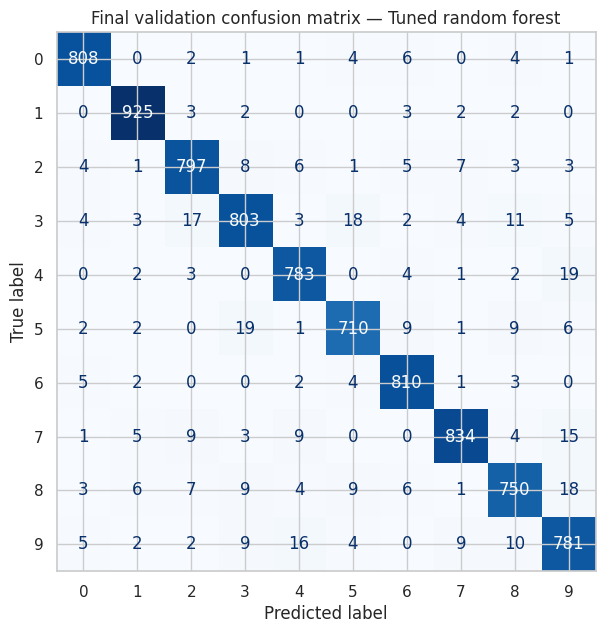 Final validation confusion matrix — Tuned random forest
0 808 0 2 1 1 4 6 0 4 1
1 0 925 3 2 0 0 3 2 2 0
2 4 1 797 8 6 1 5 7 3 3
3 4 3 17 803 3 18 2 4 11 5
4 0 2 3 0 783 0 4 1 2 19
5 2 2 0 19 1 710 9 1 9 6
6 5 2 0 0 2 4 810 1 3 0
7 1 5 9 3 9 0 0 834 4 15
8 3 6 7 9 4 9 6 1 750 18
9 5 2 2 9 16 4 0 9 10 781
0 1 2 3 4 5 6 7 8 9
Predicted label
True label